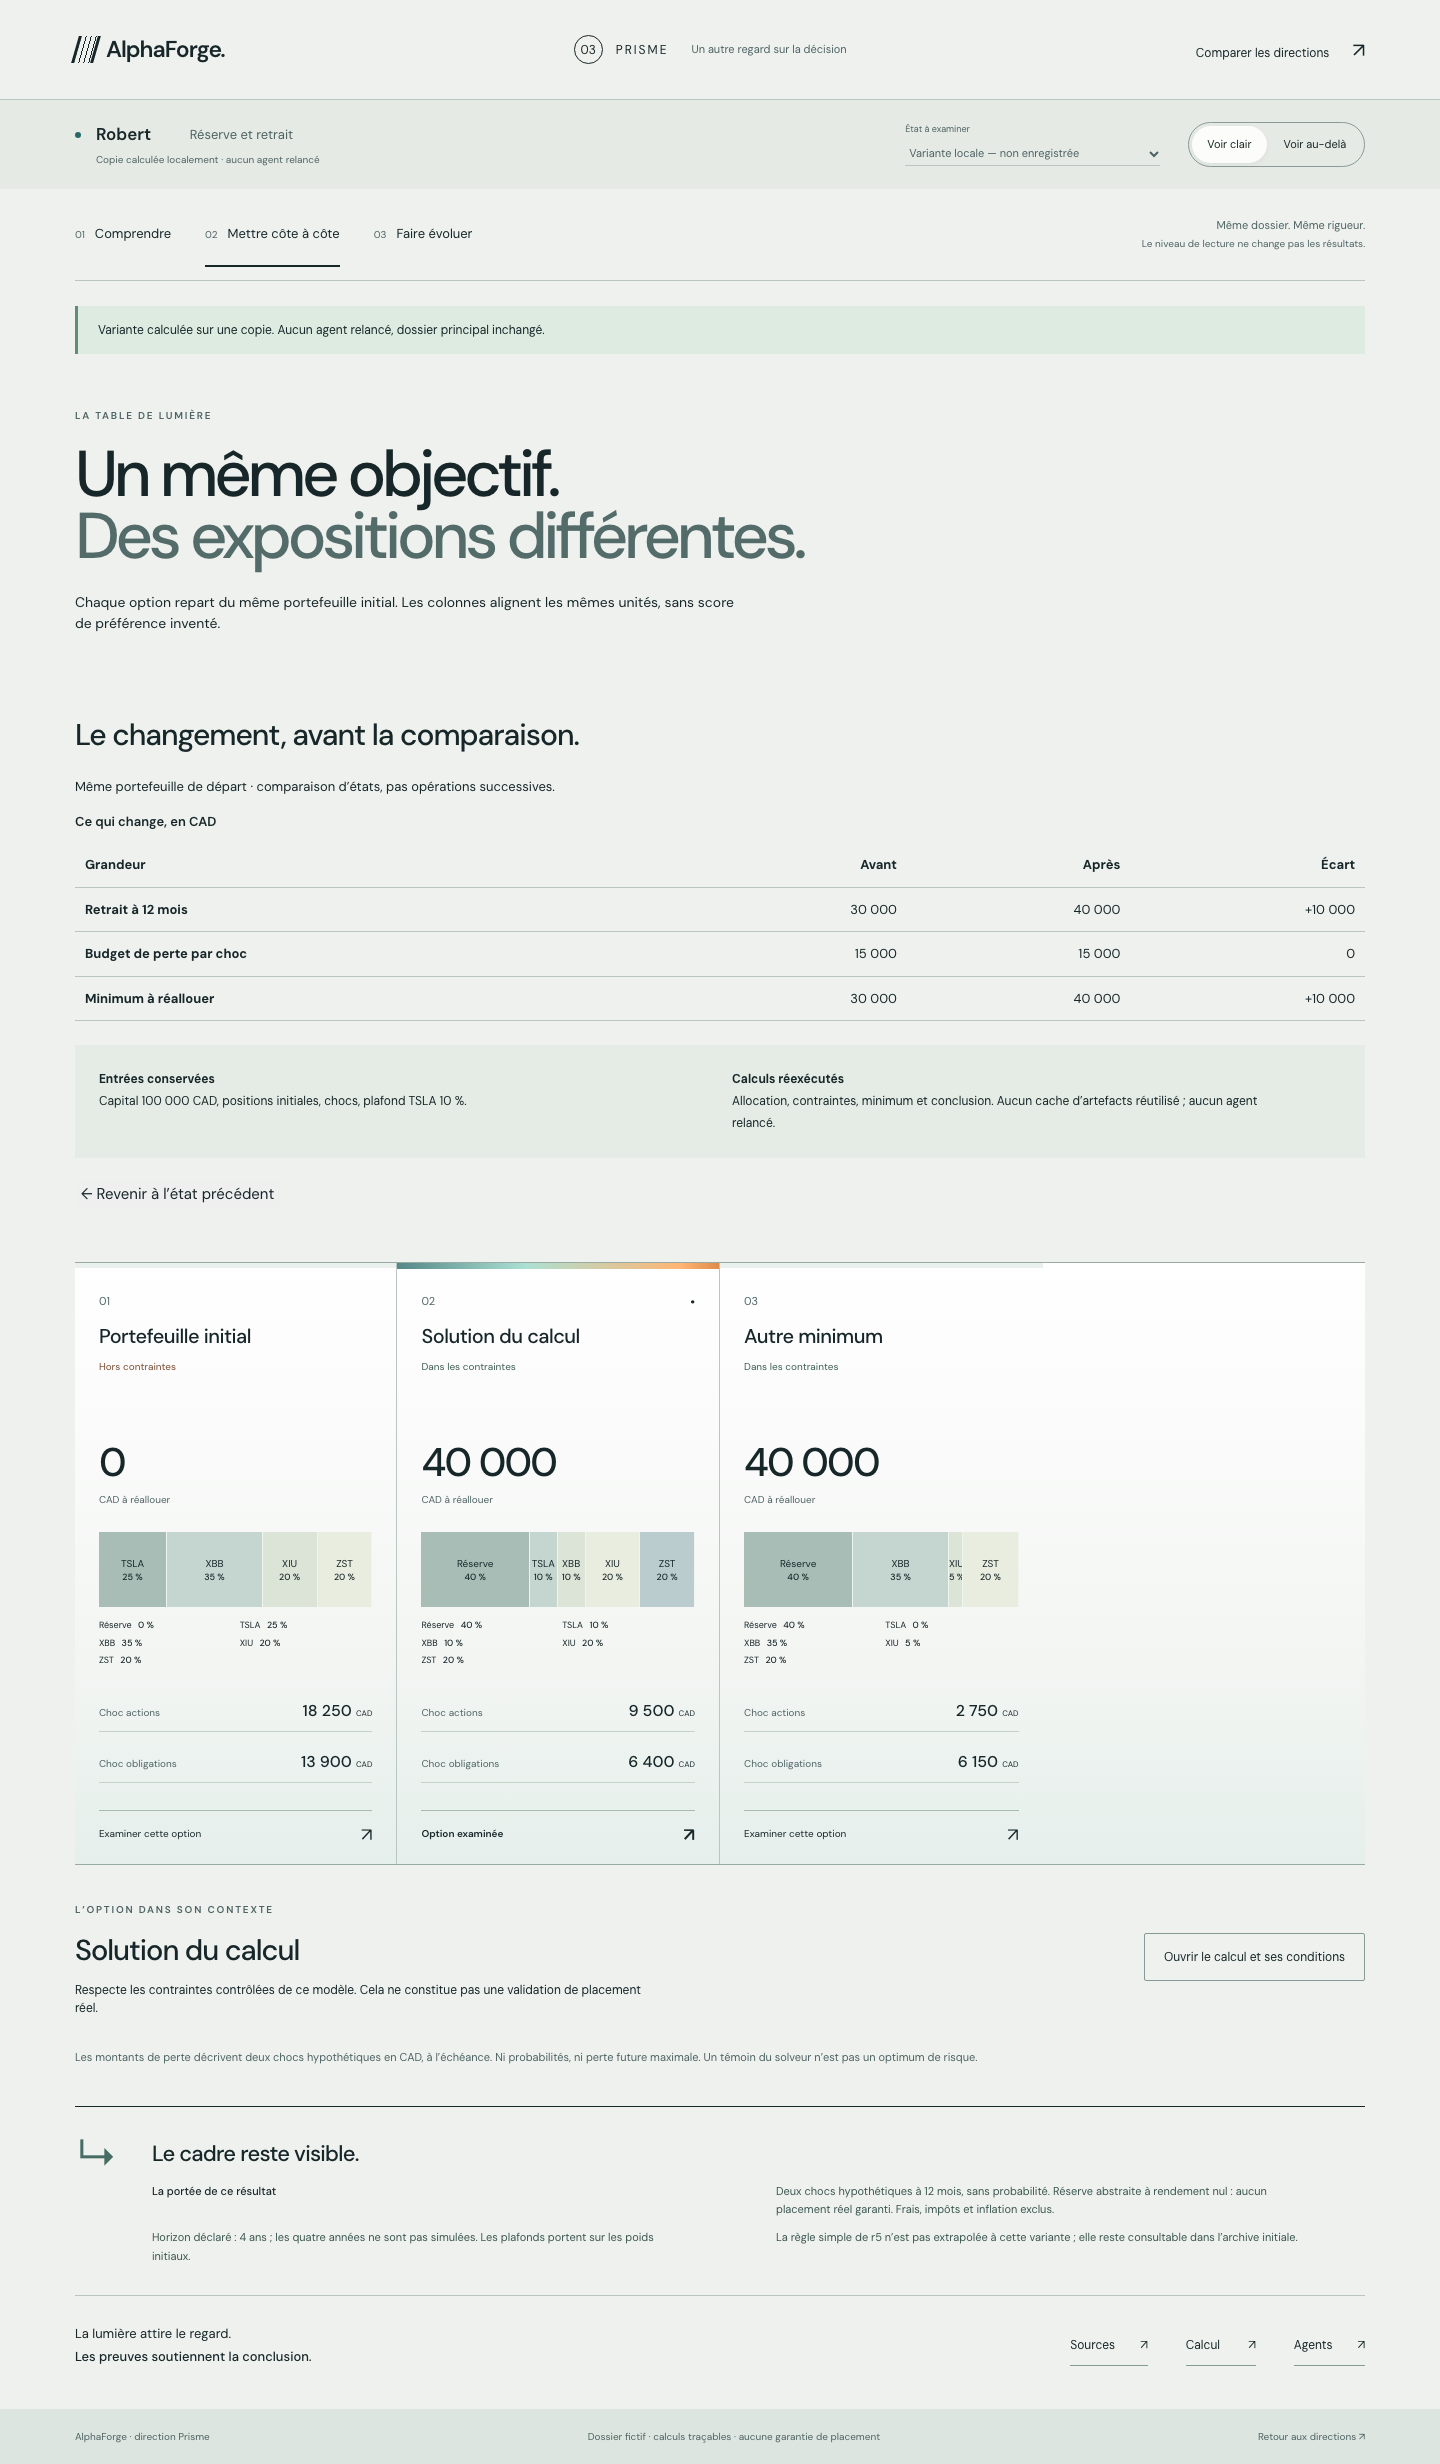 AlphaForge.
03 PRISME Un autre regard sur la décision
Comparer les directions
Robert Réserve et retrait
Copie calculée localement · aucun agent relancé
État à examiner
Variante locale — non enregistrée
Voir clair Voir au-delà
01 Comprendre 02 Mettre côte à côte 03 Faire évoluer
Même dossier. Même rigueur.
Le niveau de lecture ne change pas les résultats.
Variante calculée sur une copie. Aucun agent relancé, dossier principal inchangé.
LA TABLE DE LUMIÈRE
Un même objectif.
Des expositions différentes.
Chaque option repart du même portefeuille initial. Les colonnes alignent les mêmes unités, sans score
de préférence inventé.
Le changement, avant la comparaison.
Même portefeuille de départ · comparaison d’états, pas opérations successives.
Ce qui change, en CAD
Grandeur Avant Après Écart
Retrait à 12 mois 30 000 40 000 +10 000
Budget de perte par choc 15 000 15 000 0
Minimum à réallouer 30 000 40 000 +10 000
Entrées conservées
Capital 100 000 CAD, positions initiales, chocs, plafond TSLA 10 %.
Calculs réexécutés
Allocation, contraintes, minimum et conclusion. Aucun cache d’artefacts réutilisé ; aucun agent
relancé.
← Revenir à l’état précédent
01
Portefeuille initial
Hors contraintes
0
CAD à réallouer
TSLA XBB XIU ZST
25 % 35 % 20 % 20 %
Réserve 0 % TSLA 25 %
XBB 35 % XIU 20 %
ZST 20 %
Choc actions 18 250 CAD
Choc obligations 13 900 CAD
Examiner cette option
02
Solution du calcul
Dans les contraintes
40 000
CAD à réallouer
Réserve TSLA XBB XIU ZST
40 % 10 % 10 % 20 % 20 %
Réserve 40 % TSLA 10 %
XBB 10 % XIU 20 %
ZST 20 %
Choc actions 9 500 CAD
Choc obligations 6 400 CAD
Option examinée
03
Autre minimum
Dans les contraintes
40 000
CAD à réallouer
Réserve XBB XIU ZST
40 % 35 % 5 % 20 %
Réserve 40 % TSLA 0 %
XBB 35 % XIU 5 %
ZST 20 %
Choc actions 2 750 CAD
Choc obligations 6 150 CAD
Examiner cette option
L’OPTION DANS SON CONTEXTE
Solution du calcul
Respecte les contraintes contrôlées de ce modèle. Cela ne constitue pas une validation de placement
réel.
Ouvrir le calcul et ses conditions
Les montants de perte décrivent deux chocs hypothétiques en CAD, à l’échéance. Ni probabilités, ni perte future maximale. Un témoin du solveur n’est pas un optimum de risque.
Le cadre reste visible.
La portée de ce résultat
Deux chocs hypothétiques à 12 mois, sans probabilité. Réserve abstraite à rendement nul : aucun
placement réel garanti. Frais, impôts et inflation exclus.
Horizon déclaré : 4 ans ; les quatre années ne sont pas simulées. Les plafonds portent sur les poids
initiaux.
La règle simple de r5 n’est pas extrapolée à cette variante ; elle reste consultable dans l’archive initiale.
La lumière attire le regard.
Les preuves soutiennent la conclusion.
Sources Calcul Agents
AlphaForge · direction Prisme
Dossier fictif · calculs traçables · aucune garantie de placement
Retour aux directions